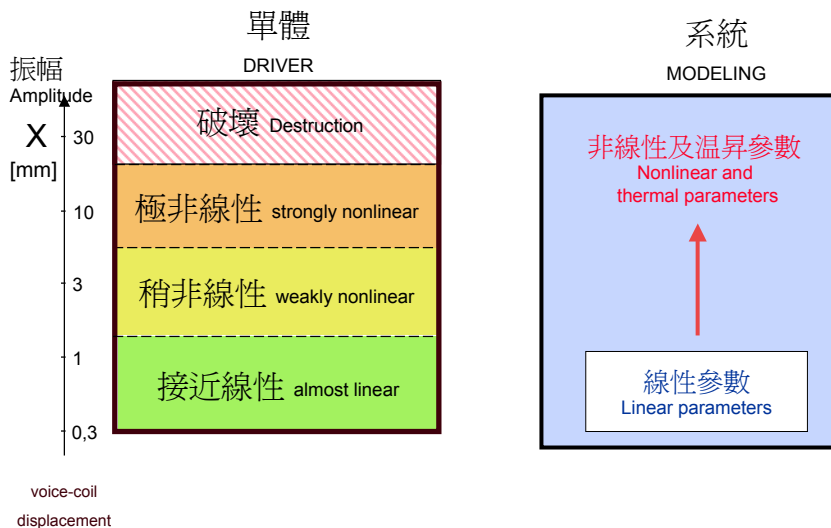 單體
DRIVER
系統
MODELING
振幅
Amplitude
X
[mm]
30
10
3
1
0,3
破壞 Destruction
極非線性 strongly nonlinear
稍非線性 weakly nonlinear
接近線性 almost linear
voice-coil
displacement
非線性及温昇參數
Nonlinear and
thermal parameters
線性參數
Linear parameters